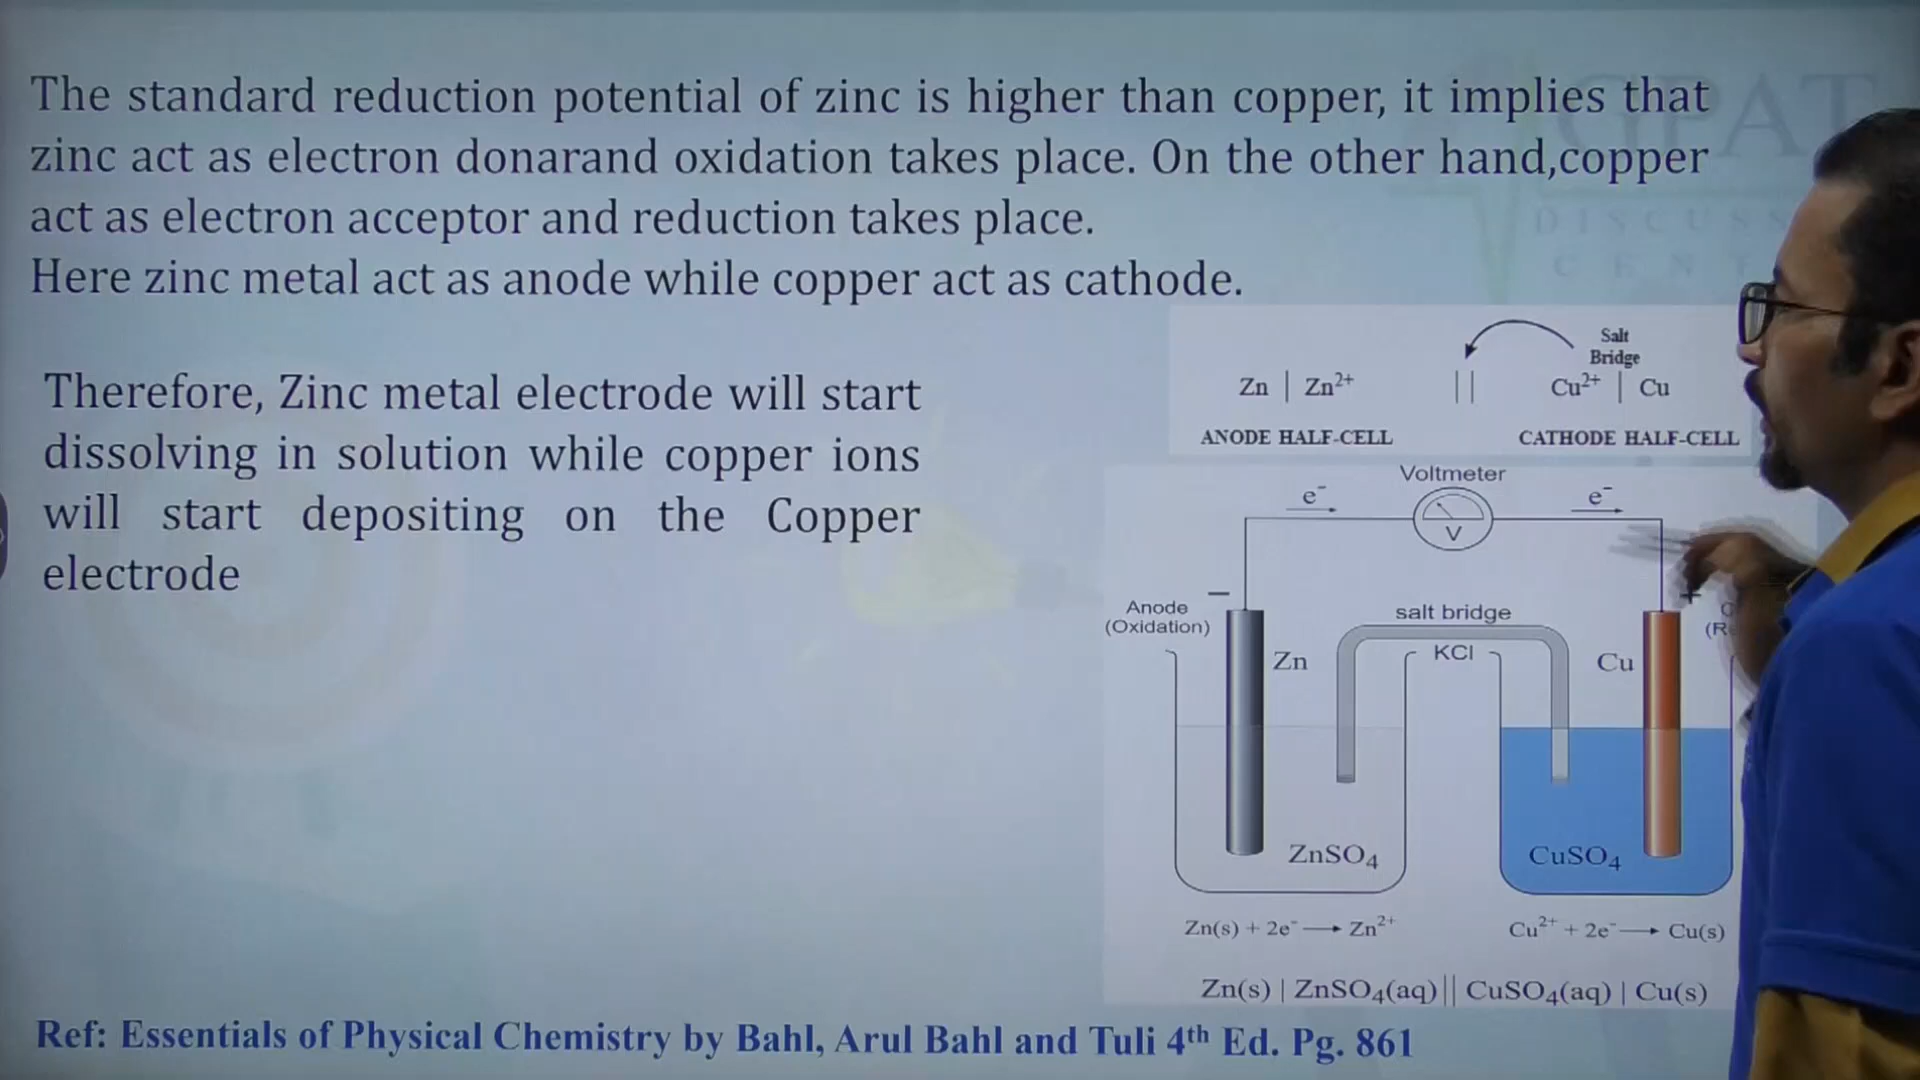 The standard reduction potential of zinc is higher than copper, it implies that
zinc act as electron donarand oxidation takes place. On the other hand,copper
act as electron acceptor and reduction takes place.
Here zinc metal act as anode while copper act as cathode.
Therefore, Zinc metal electrode will start
dissolving in solution while copper ions
will start depositing on the Copper
electrode
Salt
Bridge
Zn | Zn²⁺ || Cu²⁺ | Cu
ANODE HALF-CELL CATHODE HALF-CELL
Voltmeter
e⁻ e⁻
V
− +
Anode
(Oxidation)
salt bridge
KCl
Zn Cu
ZnSO₄ CuSO₄
Zn(s) + 2e⁻ → Zn²⁺ Cu²⁺ + 2e⁻ → Cu(s)
Zn(s) | ZnSO₄(aq) || CuSO₄(aq) | Cu(s)
Ref: Essentials of Physical Chemistry by Bahl, Arul Bahl and Tuli 4th Ed. Pg. 861
GPAT